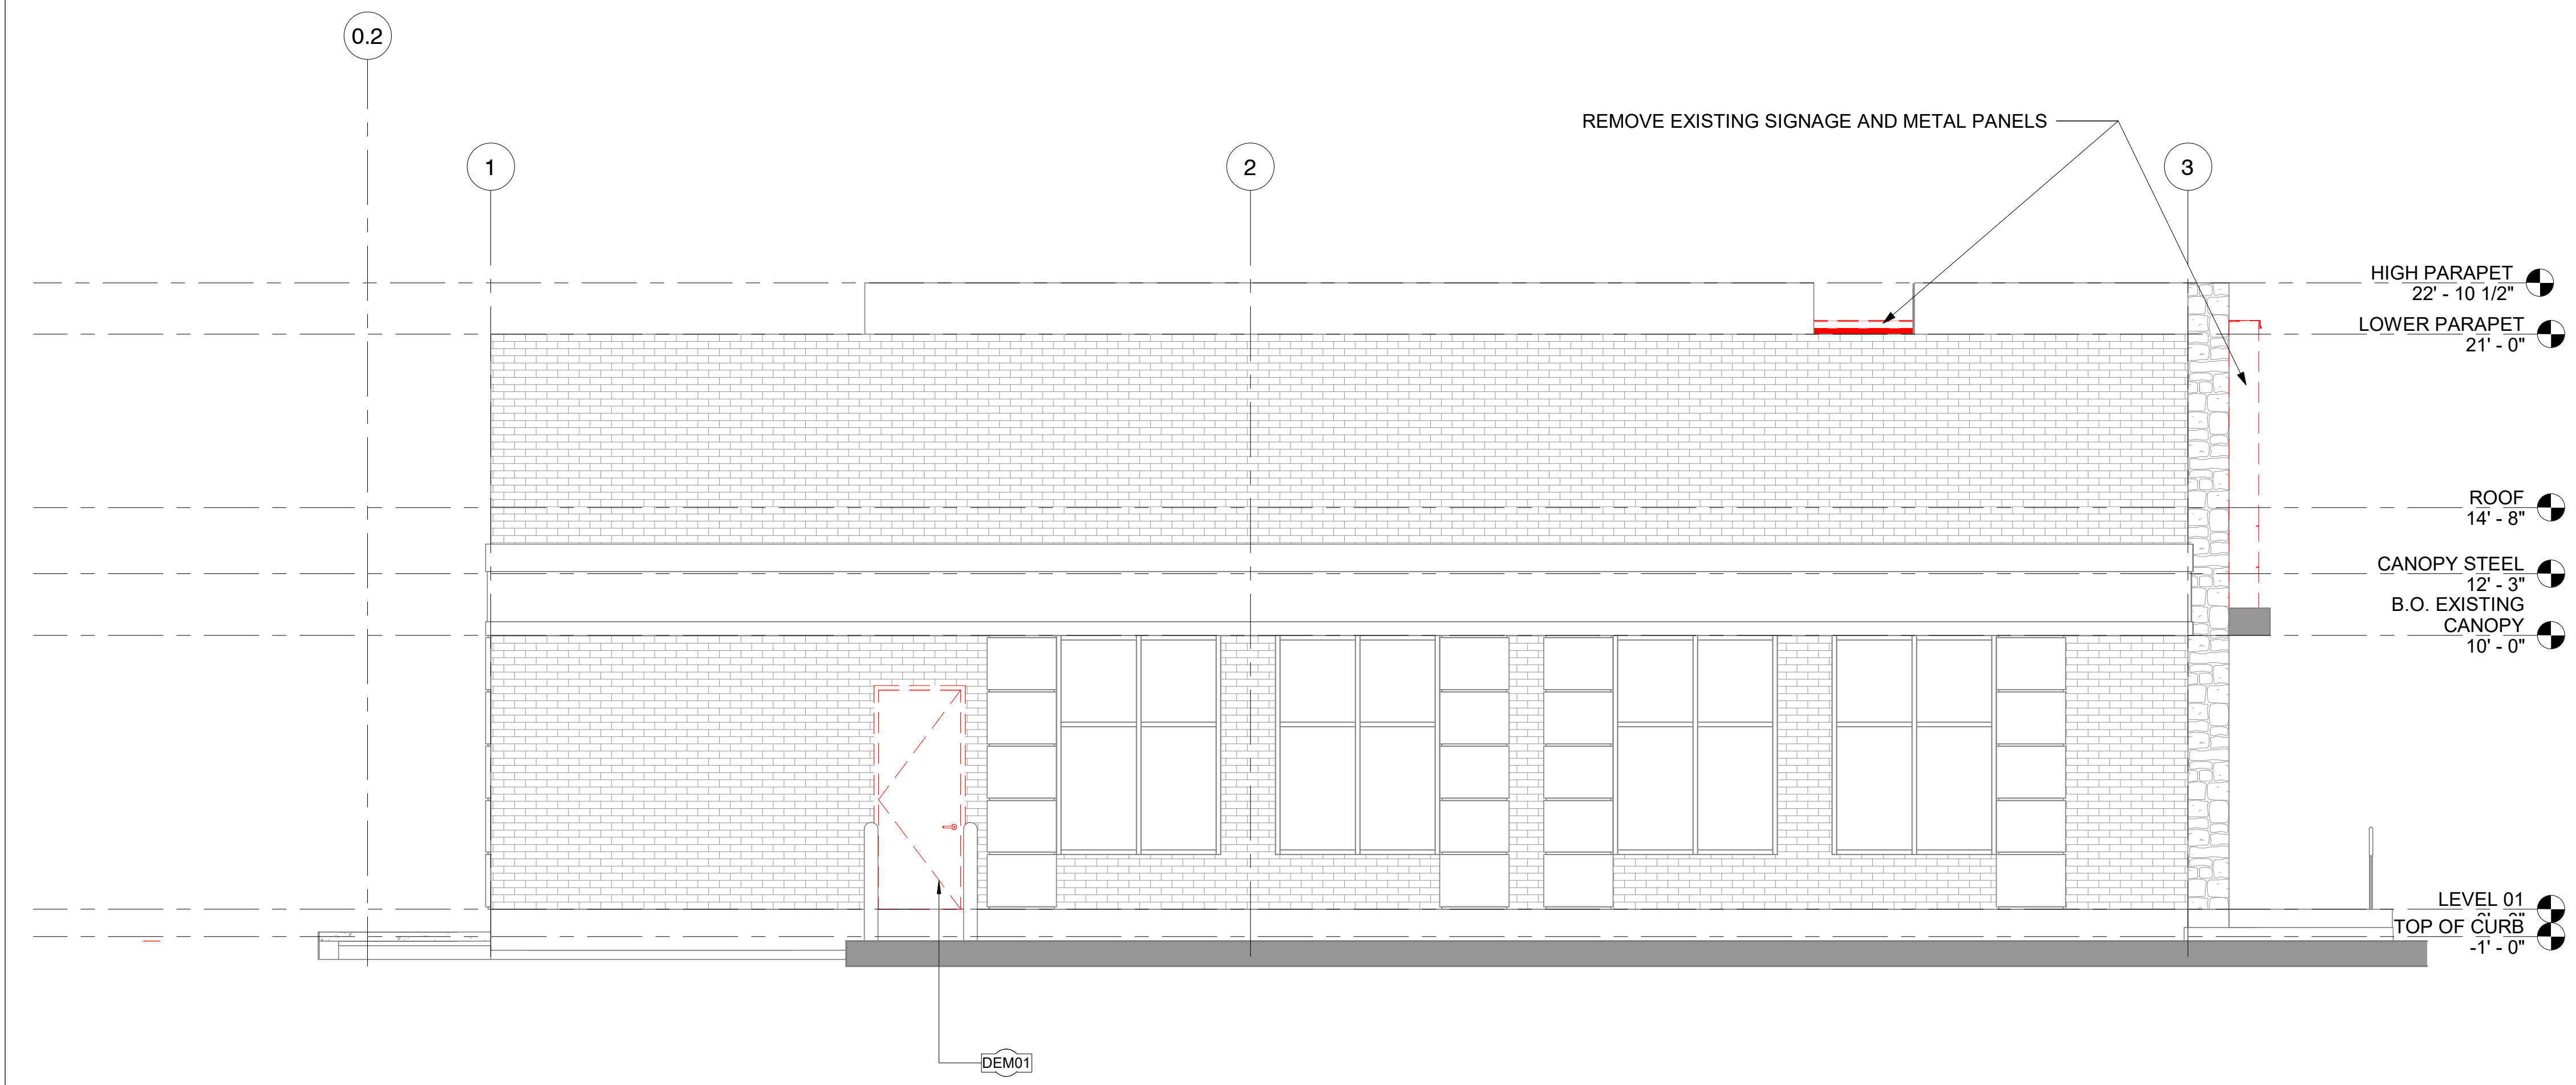 0.2
REMOVE EXISTING SIGNAGE AND METAL PANELS
1
2
3
HIGH PARAPET
22' - 10 1/2"
LOWER PARAPET
21' - 0"
ROOF
14' - 8"
CANOPY STEEL
12' - 3"
B.O. EXISTING
CANOPY
10' - 0"
LEVEL 01
TOP OF CURB
-1' - 0"
DEM01